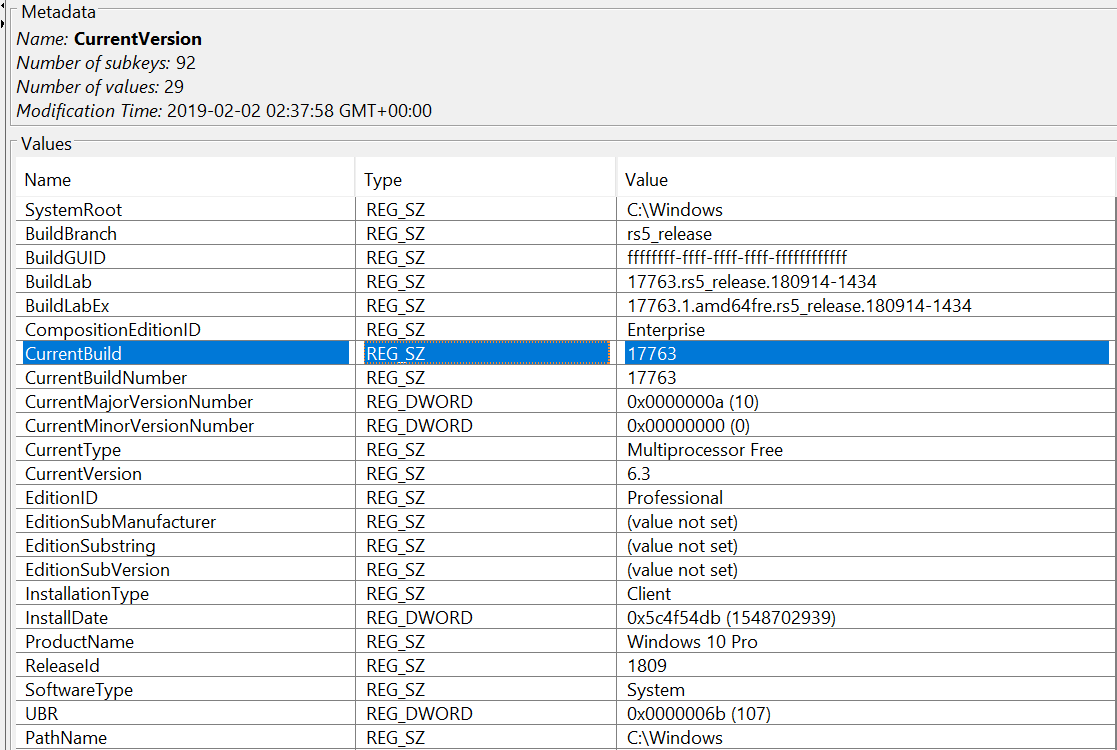 Metadata
Name: CurrentVersion
Number of subkeys: 92
Number of values: 29
Modification Time: 2019-02-02 02:37:58 GMT+00:00
Values
Name Type Value
SystemRoot REG_SZ C:\Windows
BuildBranch REG_SZ rs5_release
BuildGUID REG_SZ ffffffff-ffff-ffff-ffff-ffffffffffff
BuildLab REG_SZ 17763.rs5_release.180914-1434
BuildLabEx REG_SZ 17763.1.amd64fre.rs5_release.180914-1434
CompositionEditionID REG_SZ Enterprise
CurrentBuild REG_SZ 17763
CurrentBuildNumber REG_SZ 17763
CurrentMajorVersionNumber REG_DWORD 0x0000000a (10)
CurrentMinorVersionNumber REG_DWORD 0x00000000 (0)
CurrentType REG_SZ Multiprocessor Free
CurrentVersion REG_SZ 6.3
EditionID REG_SZ Professional
EditionSubManufacturer REG_SZ (value not set)
EditionSubstring REG_SZ (value not set)
EditionSubVersion REG_SZ (value not set)
InstallationType REG_SZ Client
InstallDate REG_DWORD 0x5c4f54db (1548702939)
ProductName REG_SZ Windows 10 Pro
ReleaseId REG_SZ 1809
SoftwareType REG_SZ System
UBR REG_DWORD 0x0000006b (107)
PathName REG_SZ C:\Windows